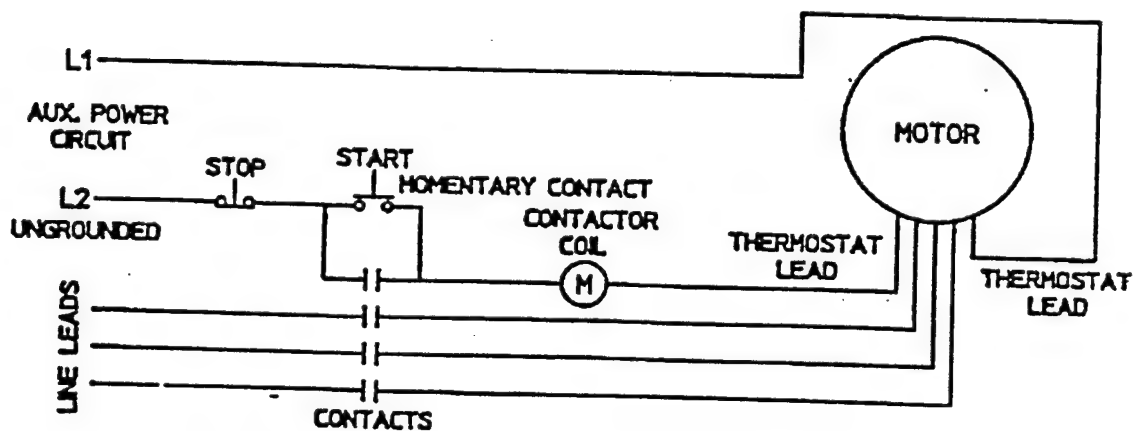 L1
AUX. POWER
CIRCUIT
MOTOR
STOP
START
MOMENTARY CONTACT
L2
UNGROUNDED
CONTACTOR
COIL
M
THERMOSTAT
LEAD
THERMOSTAT
LEAD
LINE LEADS
CONTACTS